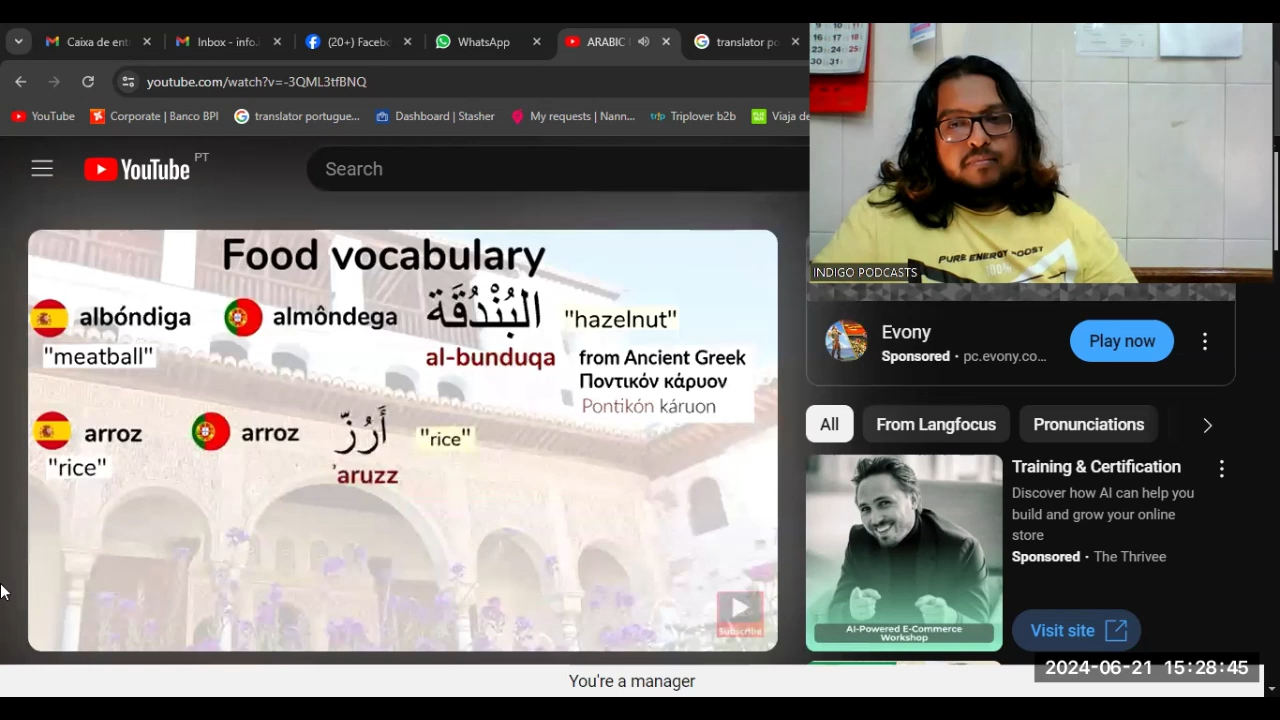 Caixa de en
Inbox - info.
(20+) Faceb
WhatsApp
ARABIC
translator po
youtube.com/watch?v=-3QML3tfBNQ
YouTube
Corporate | Banco BPI
translator portugue...
Dashboard | Stasher
My requests | Nann...
Triplover b2b
Viaja de
YouTube PT
Search
Food vocabulary
albóndiga
almôndega
البُنْدُقَة
"hazelnut"
"meatball"
al-bunduqa
from Ancient Greek
Ποντικόν κάρυον
Pontikón káruon
arroz
arroz
أَرُزّ
"rice"
"rice"
ʾaruzz
Subscribe
PURE ENERGY BOOST
100%
INDIGO PODCASTS
Evony
Sponsored · pc.evony.co...
Play now
All
From Langfocus
Pronunciations
Training & Certification
Discover how AI can help you
build and grow your online
store
Sponsored · The Thrivee
AI-Powered E-Commerce
Workshop
Visit site
2024-06-21 15:28:45
You're a manager